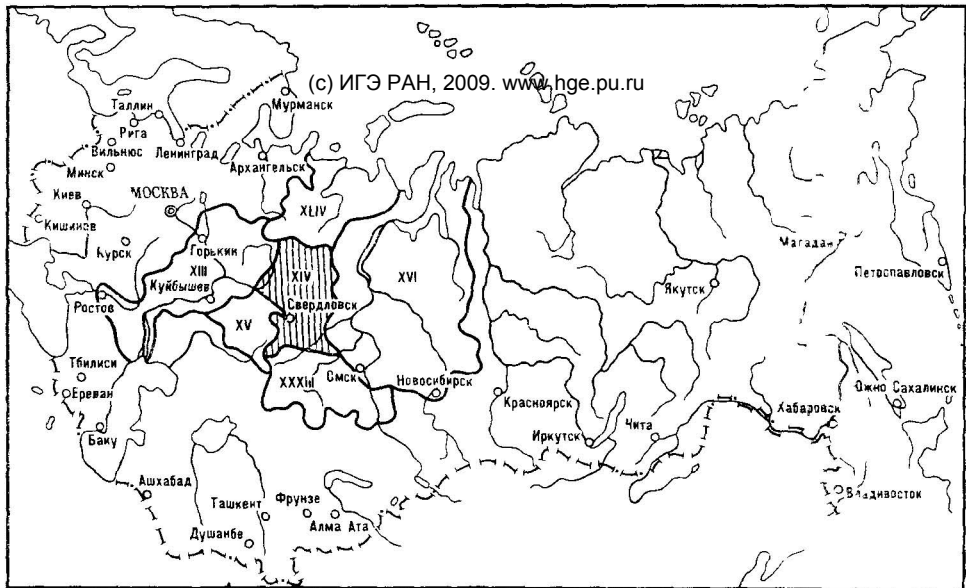 (с) ИГЭ РАН, 2009. www.hge.pu.ru
Мурманск
Таллин
Рига
Вильнюс
Ленинград
Минск
Архангельск
Киев
МОСКВА
XLIV
Кишинев
Курск
Горький
Магадан
XIII
XIV
XVI
Петропавловск
Куйбышев
Якутск
Ростов
Свердловск
XV
Тбилиси
XXXIII
Омск
Новосибирск
Ереван
Красноярск
Южно Сахалинск
Хабаровск
Баку
Иркутск
Чита
Ашхабад
Ташкент
Фрунзе
Алма Ата
Владивосток
Душанбе